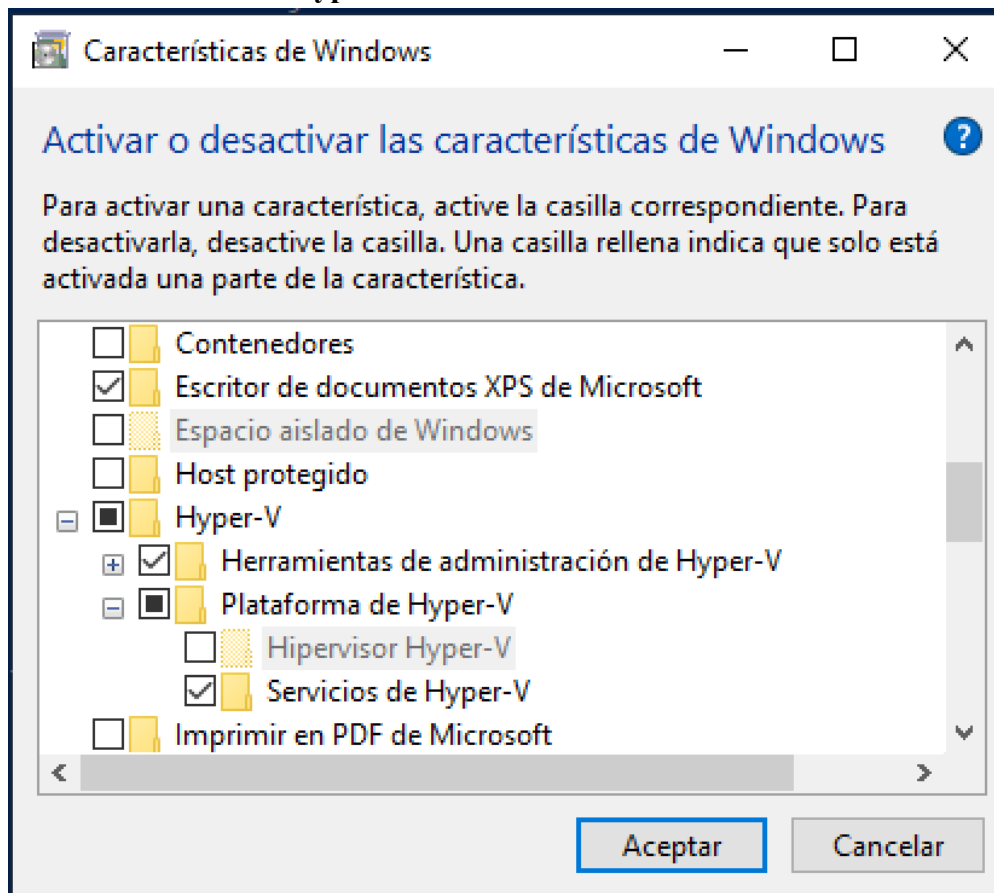 Características de Windows
Activar o desactivar las características de Windows
Para activar una característica, active la casilla correspondiente. Para
desactivarla, desactive la casilla. Una casilla rellena indica que solo está
activada una parte de la característica.
Contenedores
Escritor de documentos XPS de Microsoft
Espacio aislado de Windows
Host protegido
Hyper-V
Herramientas de administración de Hyper-V
Plataforma de Hyper-V
Hipervisor Hyper-V
Servicios de Hyper-V
Imprimir en PDF de Microsoft
Aceptar
Cancelar